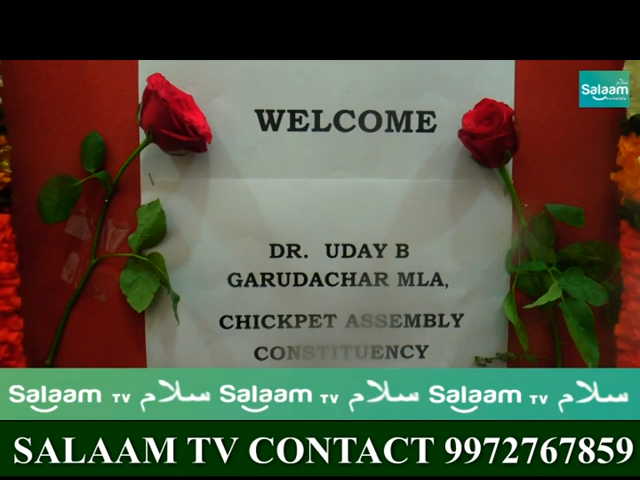 سلام
Salaam
WELCOME
DR. UDAY B
GARUDACHAR MLA,
CHICKPET ASSEMBLY
CONSTITUENCY
Salaam TV سلام Salaam TV سلام Salaam TV سلام
SALAAM TV CONTACT 9972767859